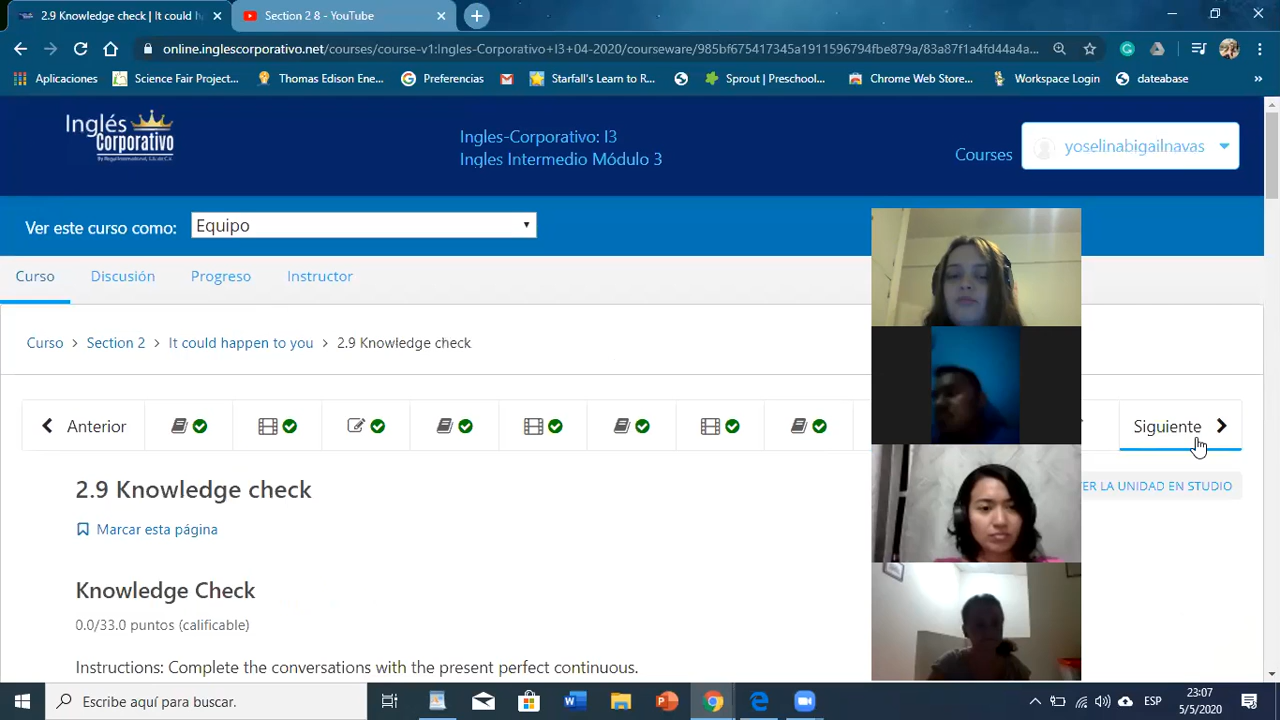 2.9 Knowledge check | It could h
Section 2 8 - YouTube
online.inglescorporativo.net/courses/course-v1:Ingles-Corporativo+I3+04-2020/courseware/985bf675417345a1911596794fbe879a/83a87f1a4fd44a4a...
Aplicaciones
Science Fair Project...
Thomas Edison Ene...
Preferencias
Starfall's Learn to R...
Sprout | Preschool...
Chrome Web Store...
Workspace Login
dateabase
Inglés
Corporativo
Ingles-Corporativo: I3
Ingles Intermedio Módulo 3
Courses
yoselinabigailnavas
Ver este curso como:
Equipo
Curso
Discusión
Progreso
Instructor
Curso > Section 2 > It could happen to you > 2.9 Knowledge check
Anterior
Siguiente
ER LA UNIDAD EN STUDIO
2.9 Knowledge check
Marcar esta página
Knowledge Check
0.0/33.0 puntos (calificable)
Instructions: Complete the conversations with the present perfect continuous.
Escribe aquí para buscar.
ESP
23:07
5/5/2020